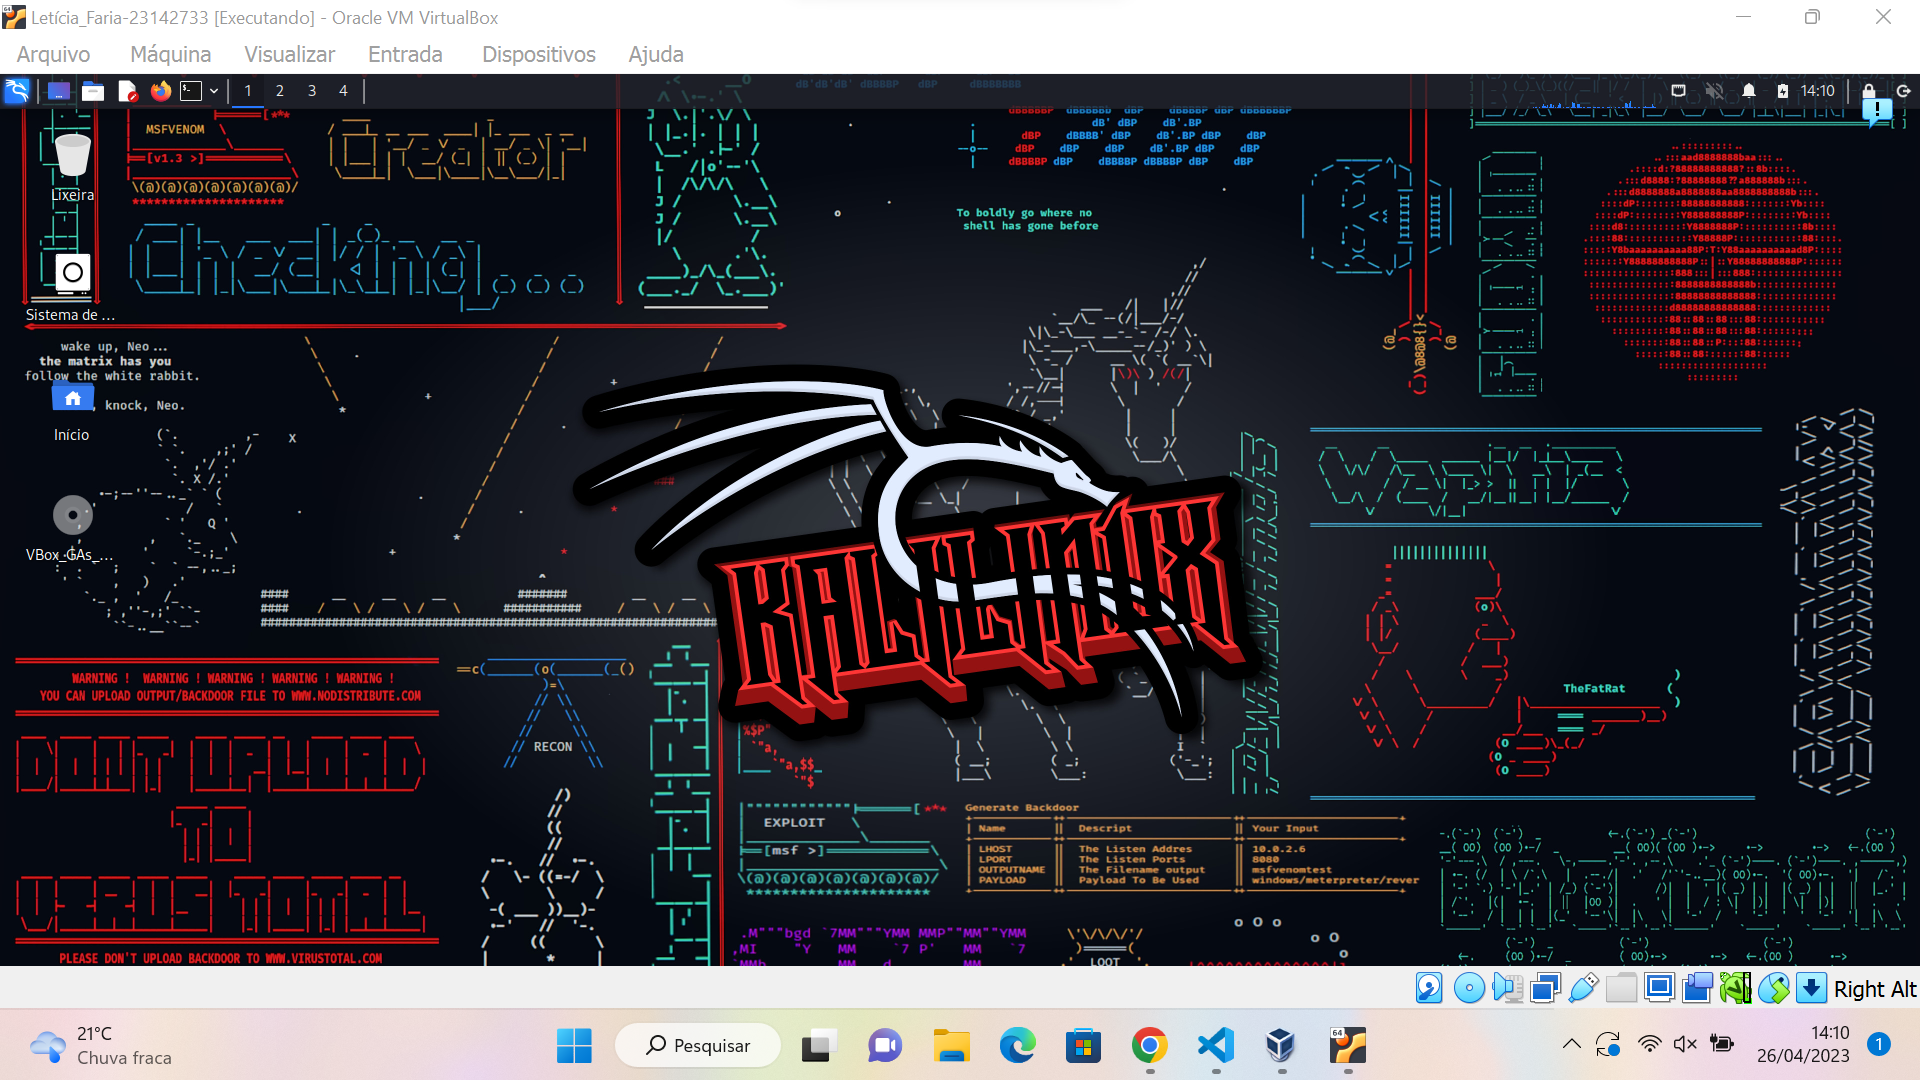 Letícia_Faria-23142733 [Executando] - Oracle VM VirtualBox
Arquivo Máquina Visualizar Entrada Dispositivos Ajuda
1 2 3 4
14:10
MSFVENOM
[v1.3 >]
\(@)(@)(@)(@)(@)(@)(@)/
*********************
Creator
Checking...
Lixeira
Sistema de ...
wake up, Neo...
the matrix has you
follow the white rabbit.
knock, Neo.
Início
VBox_GAs_...
To boldly go where no
shell has gone before
KALI LINUX
TheFatRat
WARNING ! WARNING ! WARNING ! WARNING ! WARNING !
YOU CAN UPLOAD OUTPUT/BACKDOOR FILE TO WWW.NODISTRIBUTE.COM
DONT UPLOAD
TO
VIRUSTOTAL
PLEASE DON'T UPLOAD BACKDOOR TO WWW.VIRUSTOTAL.COM
RECON
EXPLOIT
[msf >]
\(@)(@)(@)(@)(@)(@)(@)/
*********************
LOOT
Generate Backdoor
Name Descript Your Input
LHOST The Listen Addres 10.0.2.6
LPORT The Listen Ports 8080
OUTPUTNAME The Filename output msfvenomtest
PAYLOAD Payload To Be Used windows/meterpreter/rever
BACKDOOR
Right Alt
21°C
Chuva fraca
Pesquisar
64
14:10
26/04/2023
1